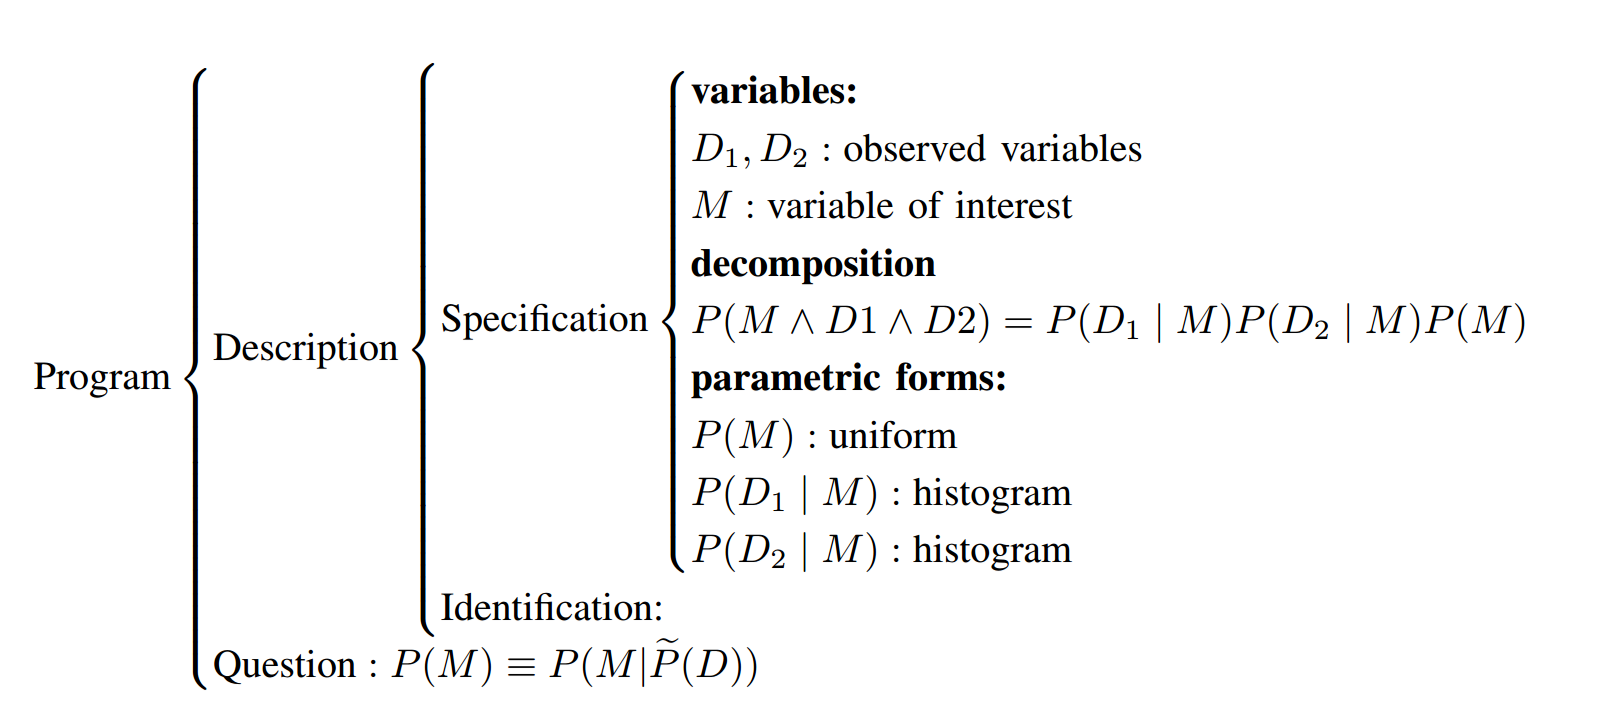 variables:
D₁, D₂ : observed variables
M : variable of interest
decomposition
Specification
P(M ∧ D1 ∧ D2) = P(D₁ | M)P(D₂ | M)P(M)
Description
Program
parametric forms:
P(M) : uniform
P(D₁ | M) : histogram
P(D₂ | M) : histogram
Identification:
Question : P(M) ≡ P(M|P̃(D))